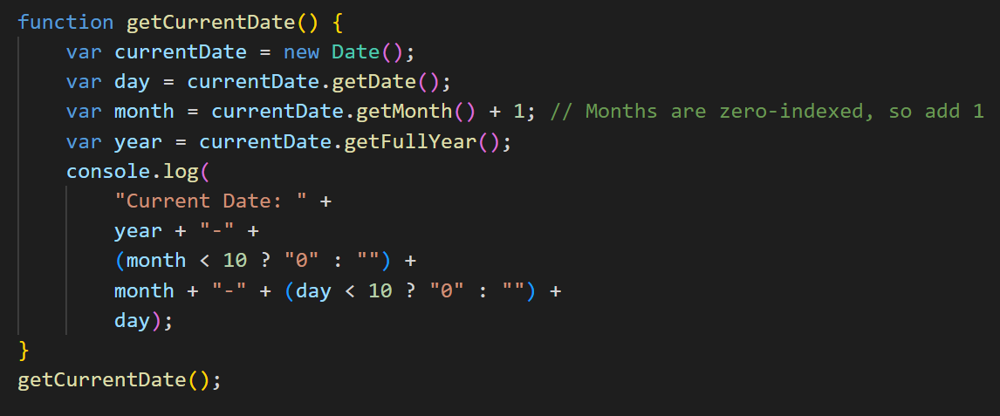 function getCurrentDate() {
    var currentDate = new Date();
    var day = currentDate.getDate();
    var month = currentDate.getMonth() + 1; // Months are zero-indexed, so add 1
    var year = currentDate.getFullYear();
    console.log(
        "Current Date: " +
        year + "-" +
        (month < 10 ? "0" : "") +
        month + "-" + (day < 10 ? "0" : "") +
        day);
}
getCurrentDate();